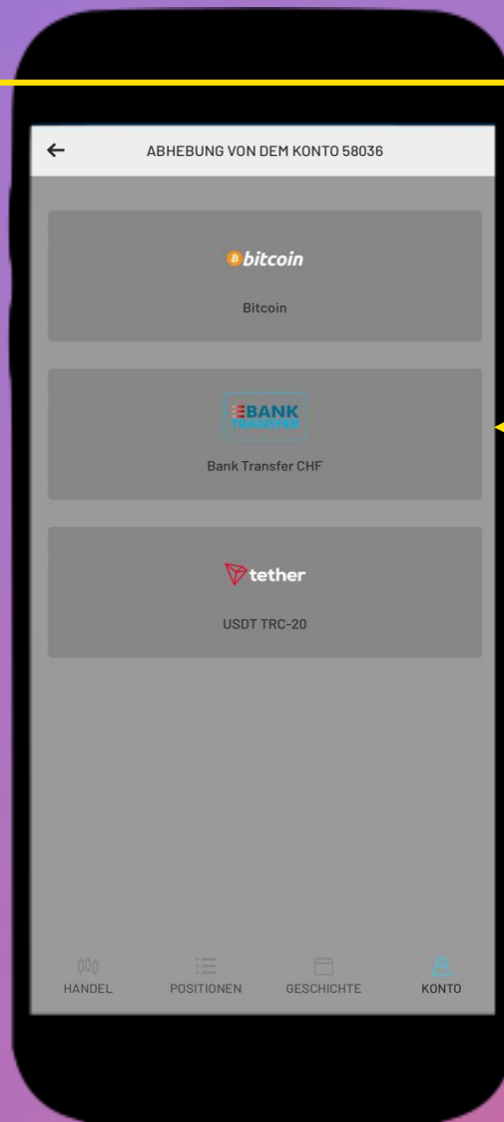 ABHEBUNG VON DEM KONTO 58036
bitcoin
Bitcoin
BANK
TRANSFER
Bank Transfer CHF
tether
USDT TRC-20
HANDEL POSITIONEN GESCHICHTE KONTO